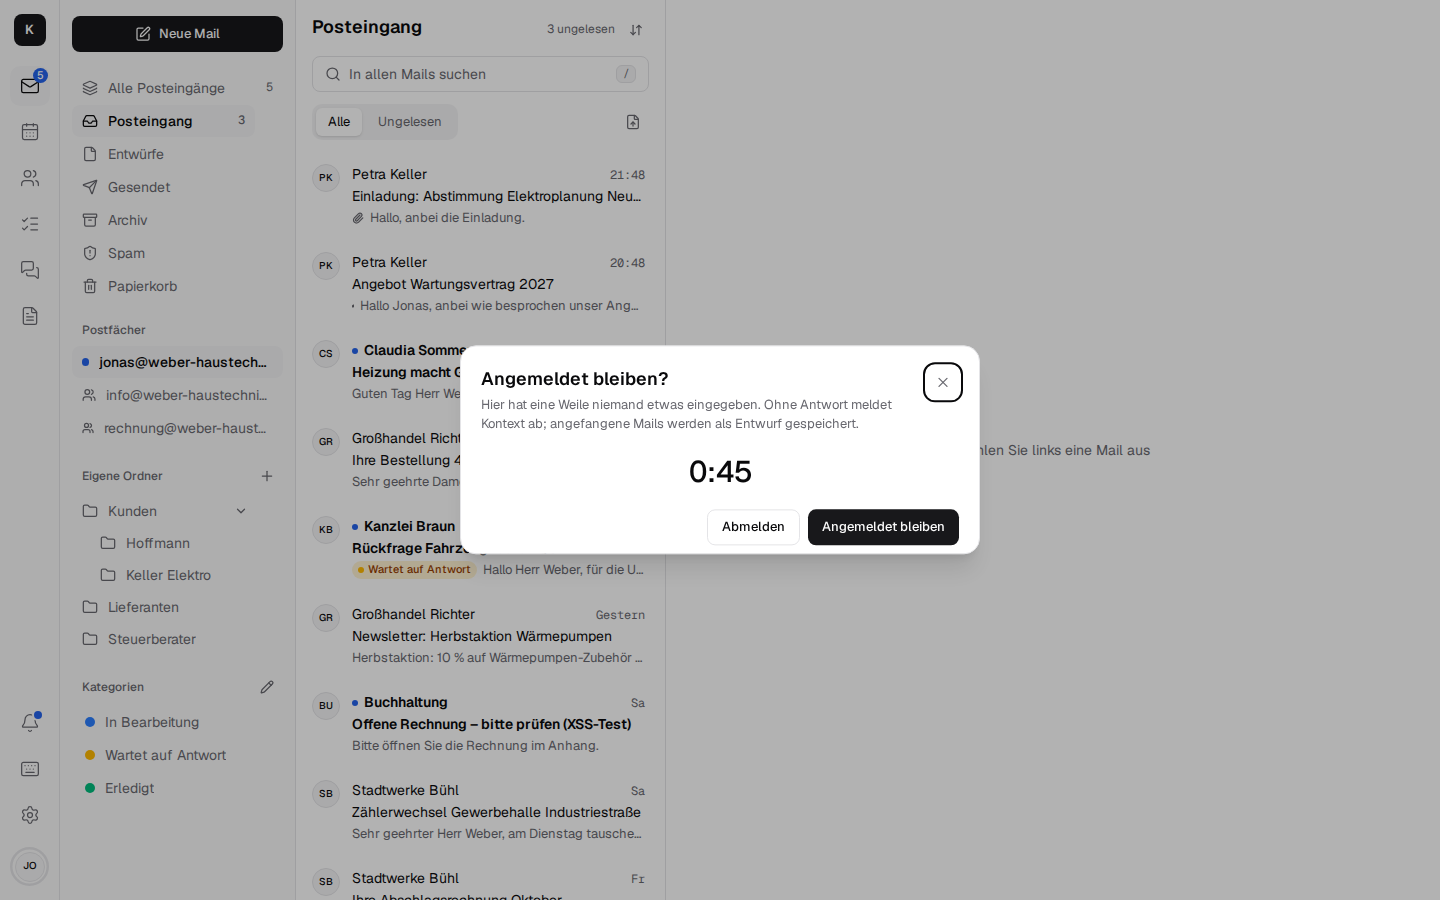 K
5
Neue Mail
Alle Posteingänge 5
Posteingang 3
Entwürfe
Gesendet
Archiv
Spam
Papierkorb
Postfächer
jonas@weber-haustech…
info@weber-haustechni…
rechnung@weber-haust…
Eigene Ordner
Kunden
Hoffmann
Keller Elektro
Lieferanten
Steuerberater
Kategorien
In Bearbeitung
Wartet auf Antwort
Erledigt
JO
Posteingang
3 ungelesen
In allen Mails suchen /
Alle Ungelesen
PK Petra Keller 21:48
Einladung: Abstimmung Elektroplanung Neu…
Hallo, anbei die Einladung.
PK Petra Keller 20:48
Angebot Wartungsvertrag 2027
Hallo Jonas, anbei wie besprochen unser Ang…
CS Claudia Somme
Heizung macht G
Guten Tag Herr We
GR Großhandel Richt
Ihre Bestellung 4
Sehr geehrte Dam
KB Kanzlei Braun
Rückfrage Fahrze
Wartet auf Antwort Hallo Herr Weber, für die U…
GR Großhandel Richter Gestern
Newsletter: Herbstaktion Wärmepumpen
Herbstaktion: 10 % auf Wärmepumpen-Zubehör …
BU Buchhaltung Sa
Offene Rechnung – bitte prüfen (XSS-Test)
Bitte öffnen Sie die Rechnung im Anhang.
SB Stadtwerke Bühl Sa
Zählerwechsel Gewerbehalle Industriestraße
Sehr geehrter Herr Weber, am Dienstag tausche…
SB Stadtwerke Bühl Fr
Ihre Abschlagsrechnung Oktober
Angemeldet bleiben?
Hier hat eine Weile niemand etwas eingegeben. Ohne Antwort meldet
Kontext ab; angefangene Mails werden als Entwurf gespeichert.
0:45
Abmelden Angemeldet bleiben
hlen Sie links eine Mail aus